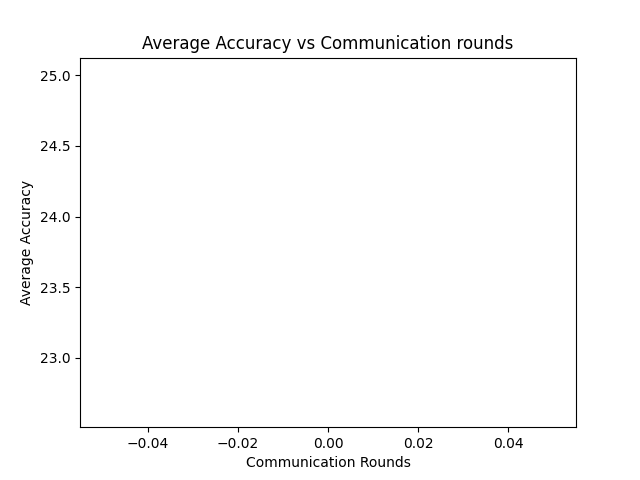 Average Accuracy vs Communication rounds
25.0
24.5
24.0
23.5
23.0
Average Accuracy
−0.04 −0.02 0.00 0.02 0.04
Communication Rounds